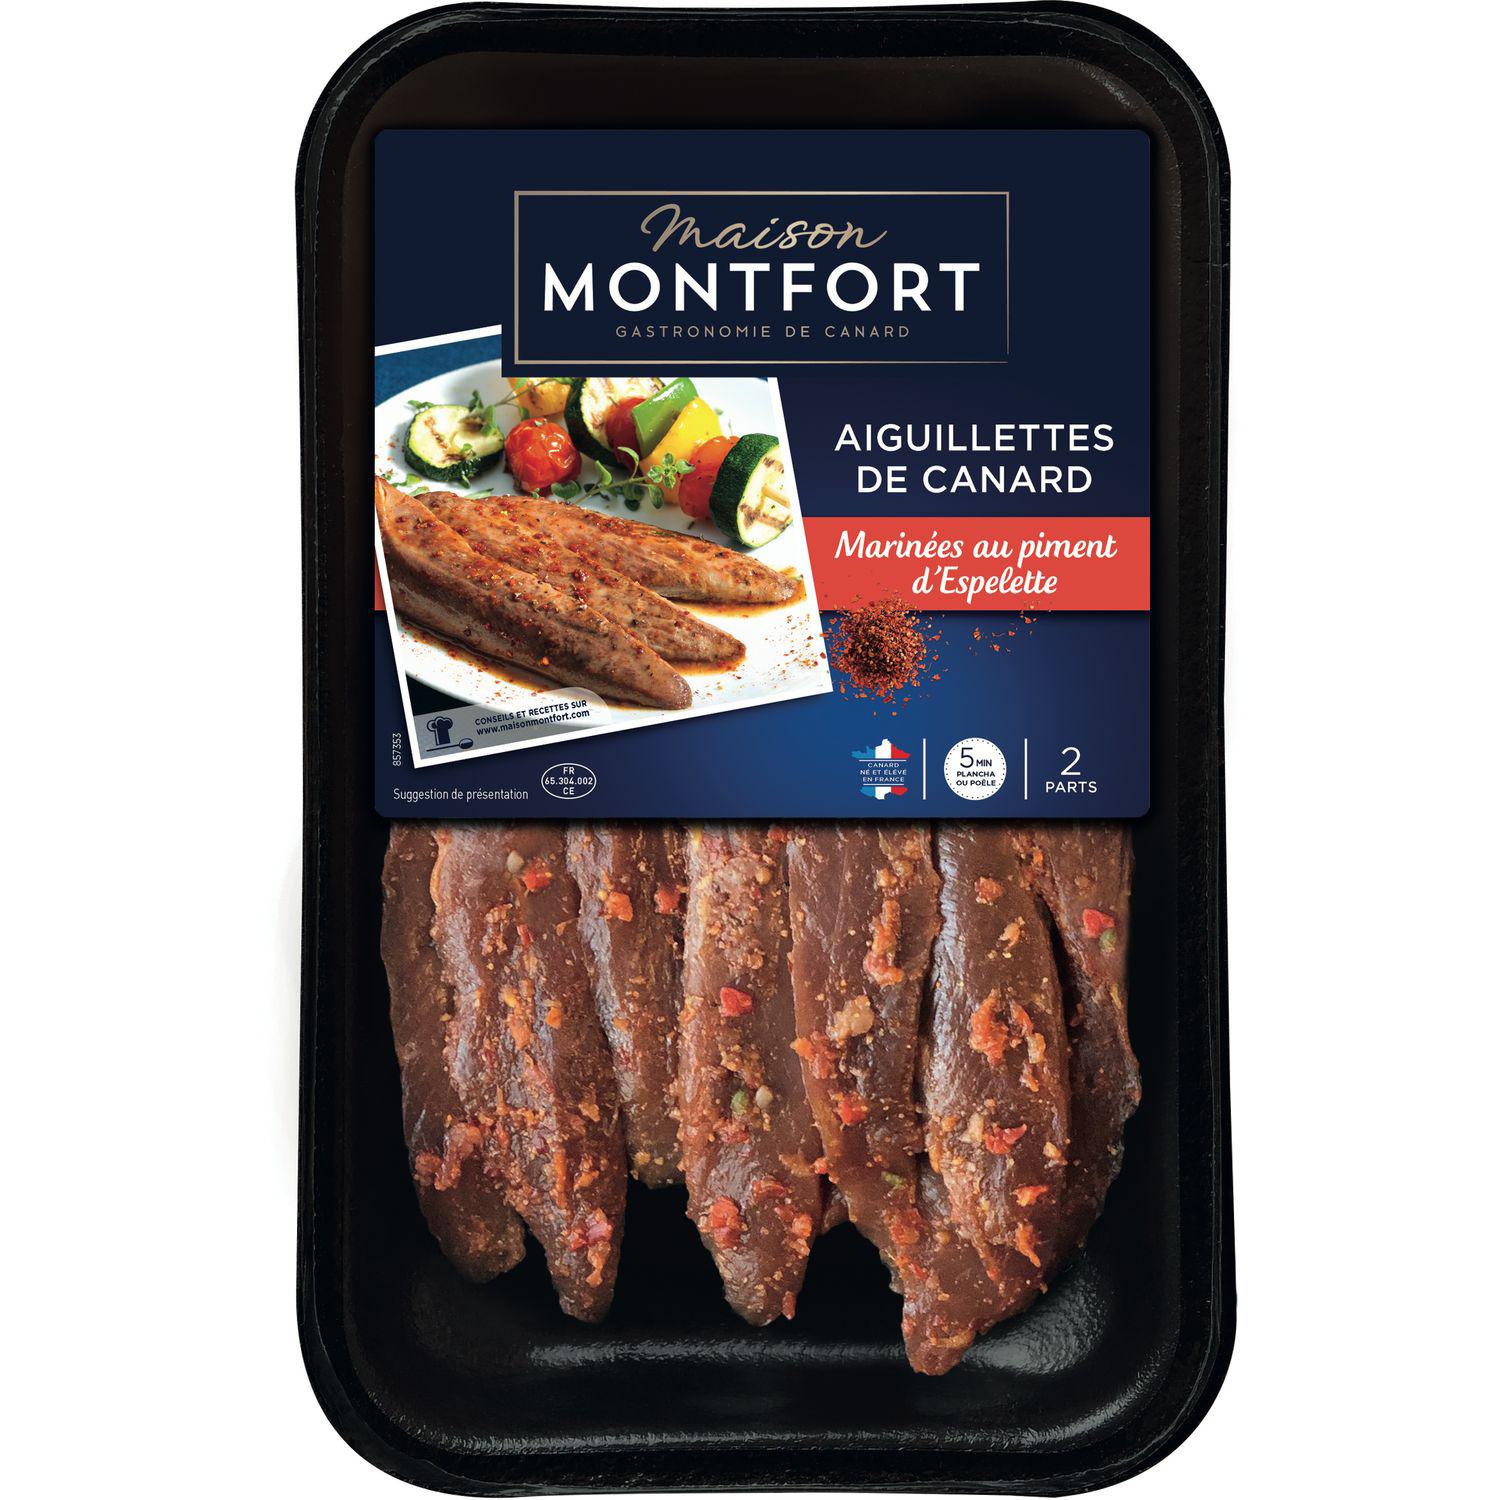 Maison
MONTFORT
GASTRONOMIE DE CANARD
AIGUILLETTES
DE CANARD
Marinées au piment
d'Espelette
CONSEILS ET RECETTES SUR
www.maisonmontfort.com
857353
Suggestion de présentation
FR
65.304.002
CE
CANARD
NÉ ET ÉLEVÉ
EN FRANCE
5 MIN
PLANCHA
OU POÊLE
2
PARTS